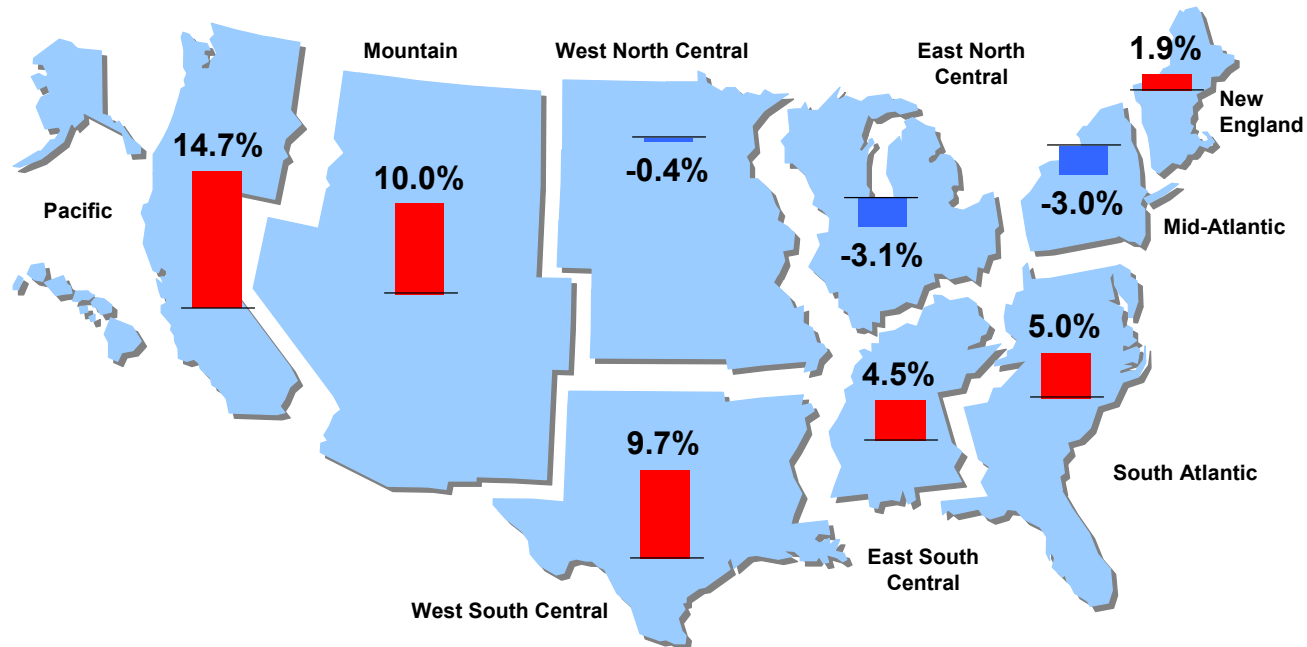 Mountain
West North Central
East North
Central
1.9%
New
England
14.7%
10.0%
-0.4%
-3.1%
-3.0%
Pacific
Mid-Atlantic
5.0%
4.5%
9.7%
South Atlantic
East South
Central
West South Central